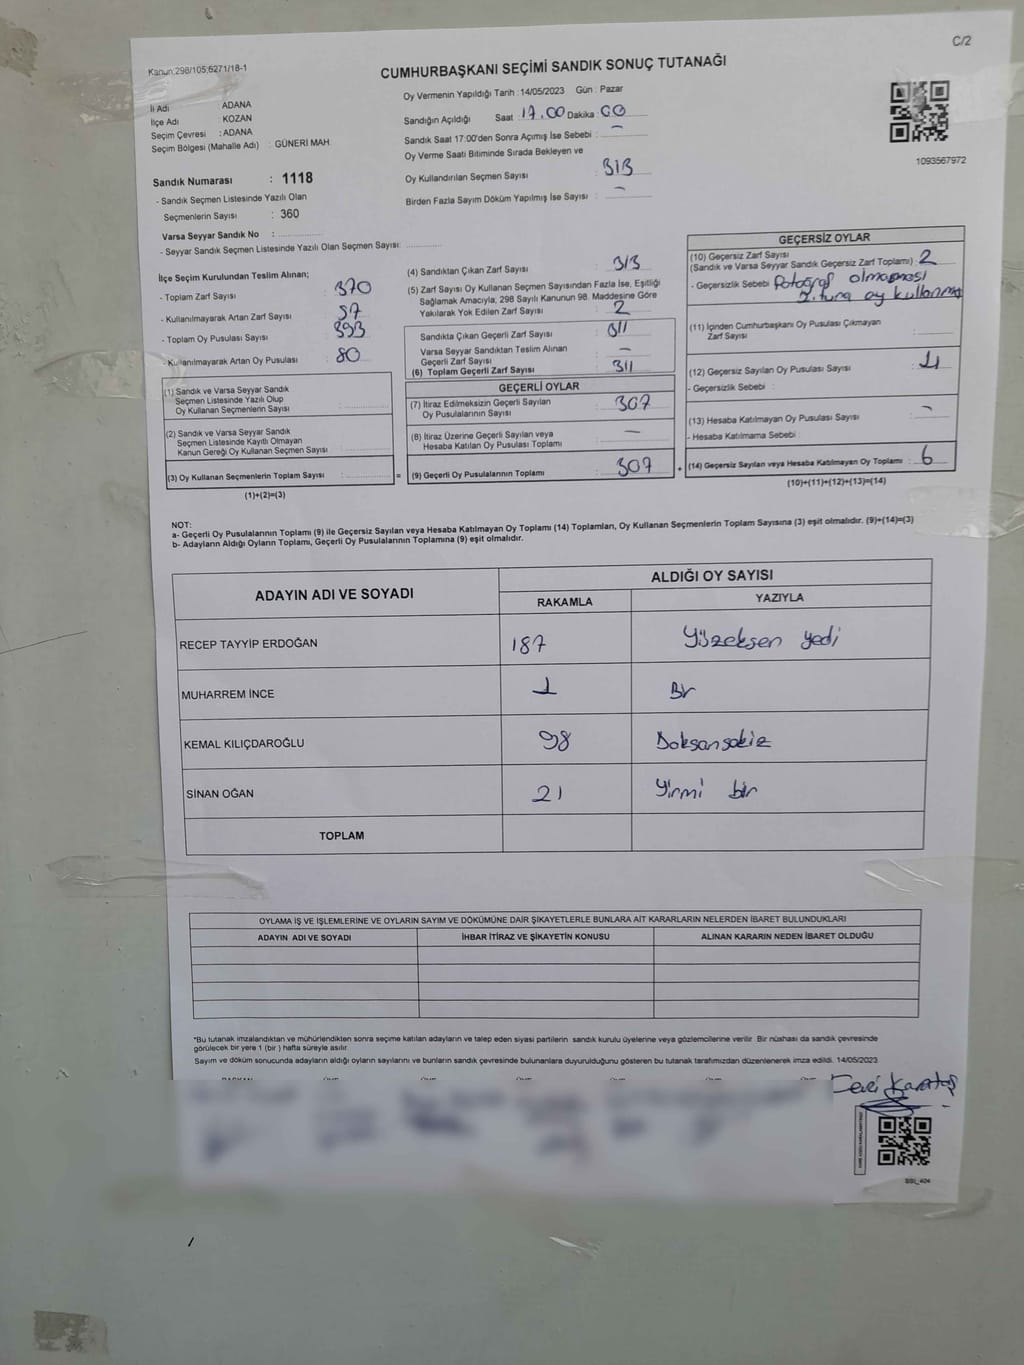 C/2
Kanun:298/105;6271/18-1
CUMHURBAŞKANI SEÇİMİ SANDIK SONUÇ TUTANAĞI
İl Adı : ADANA
İlçe Adı : KOZAN
Seçim Çevresi : ADANA
Seçim Bölgesi (Mahalle Adı) : GÜNERİ MAH.
Sandık Numarası : 1118
- Sandık Seçmen Listesinde Yazılı Olan
Seçmenlerin Sayısı : 360
Varsa Seyyar Sandık No :
- Seyyar Sandık Seçmen Listesinde Yazılı Olan Seçmen Sayısı:
Oy Vermenin Yapıldığı Tarih :14/05/2023 Gün : Pazar
Sandığın Açıldığı Saat 17.00 Dakika: 00
Sandık Saat 17:00'den Sonra Açımış İse Sebebi : -
Oy Verme Saati Bitiminde Sırada Bekleyen ve
Oy Kullandırılan Seçmen Sayısı : 313
Birden Fazla Sayım Döküm Yapılmış İse Sayısı : -
1093567972
İlçe Seçim Kurulundan Teslim Alınan;
- Toplam Zarf Sayısı : 370
- Kullanılmayarak Artan Zarf Sayısı : 57
- Toplam Oy Pusulası Sayısı : 393
- Kullanılmayarak Artan Oy Pusulası : 80
(1) Sandık ve Varsa Seyyar Sandık
Seçmen Listesinde Yazılı Olup
Oy Kullanan Seçmenlerin Sayısı :
(2) Sandık ve Varsa Seyyar Sandık
Seçmen Listesinde Kayıtlı Olmayan
Kanun Gereği Oy Kullanan Seçmen Sayısı :
(3) Oy Kullanan Seçmenlerin Toplam Sayısı : =
(1)+(2)=(3)
(4) Sandıktan Çıkan Zarf Sayısı : 313
(5) Zarf Sayısı Oy Kullanan Seçmen Sayısından Fazla İse, Eşitliği
Sağlamak Amacıyla; 298 Sayılı Kanunun 98. Maddesine Göre
Yakılarak Yok Edilen Zarf Sayısı : 2
Sandıkta Çıkan Geçerli Zarf Sayısı : 311
Varsa Seyyar Sandıktan Teslim Alınan
Geçerli Zarf Sayısı : -
(6) Toplam Geçerli Zarf Sayısı : 311
GEÇERLİ OYLAR
(7) İtiraz Edilmeksizin Geçerli Sayılan
Oy Pusulalarının Sayısı : 307
(8) İtiraz Üzerine Geçerli Sayılan veya
Hesaba Katılan Oy Pusulası Toplamı : -
(9) Geçerli Oy Pusulalarının Toplamı : 307 +
GEÇERSİZ OYLAR
(10) Geçersiz Zarf Sayısı
(Sandık ve Varsa Seyyar Sandık Geçersiz Zarf Toplamı) : 2
- Geçersizlik Sebebi : Fotoğraf olmaması
2. tura oy kullanma
(11) İçinden Cumhurbaşkanı Oy Pusulası Çıkmayan
Zarf Sayısı :
(12) Geçersiz Sayılan Oy Pusulası Sayısı : 4
- Geçersizlik Sebebi :
(13) Hesaba Katılmayan Oy Pusulası Sayısı : -
- Hesaba Katılmama Sebebi :
(14) Geçersiz Sayılan veya Hesaba Katılmayan Oy Toplamı : 6
(10)+(11)+(12)+(13)=(14)
NOT:
a- Geçerli Oy Pusulalarının Toplamı (9) ile Geçersiz Sayılan veya Hesaba Katılmayan Oy Toplamı (14) Toplamları, Oy Kullanan Seçmenlerin Toplam Sayısına (3) eşit olmalıdır. (9)+(14)=(3)
b- Adayların Aldığı Oyların Toplamı, Geçerli Oy Pusulalarının Toplamına (9) eşit olmalıdır.
ADAYIN ADI VE SOYADI ALDIĞI OY SAYISI
RAKAMLA YAZIYLA
RECEP TAYYİP ERDOĞAN 187 Yüzseksen yedi
MUHARREM İNCE 1 Bir
KEMAL KILIÇDAROĞLU 98 Doksansekiz
SİNAN OĞAN 21 Yirmi bir
TOPLAM
OYLAMA İŞ VE İŞLEMLERİNE VE OYLARIN SAYIM VE DÖKÜMÜNE DAİR ŞİKAYETLERLE BUNLARA AİT KARARLARIN NELERDEN İBARET BULUNDUKLARI
ADAYIN ADI VE SOYADI İHBAR İTİRAZ VE ŞİKAYETİN KONUSU ALINAN KARARIN NEDEN İBARET OLDUĞU
*Bu tutanak imzalandıktan ve mühürlendikten sonra seçime katılan adayların ve talep eden siyasi partilerin sandık kurulu üyelerine veya gözlemcilerine verilir. Bir nüshası da sandık çevresinde
görülecek bir yere 1 (bir ) hafta süreyle asılır.
Sayım ve döküm sonucunda adayların aldığı oyların sayılarını ve bunların sandık çevresinde bulunanlara duyurulduğunu gösteren bu tutanak tarafımızdan düzenlenerek imza edildi. 14/05/2023